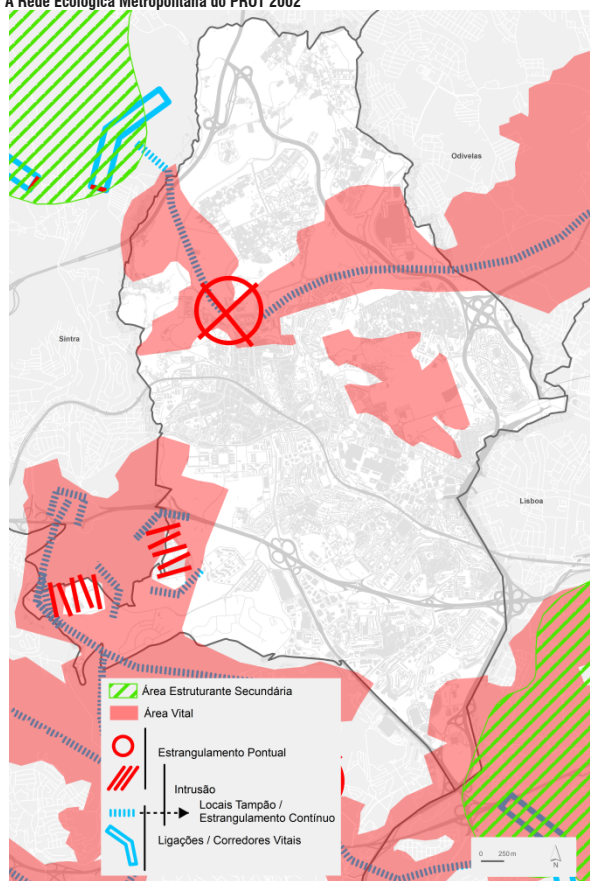 A Rede Ecológica Metropolitana do PROT 2002
Odivelas
Sintra
Lisboa
Área Estruturante Secundária
Área Vital
Estrangulamento Pontual
Intrusão
Locais Tampão /
Estrangulamento Contínuo
Ligações / Corredores Vitais
0 250 m
N